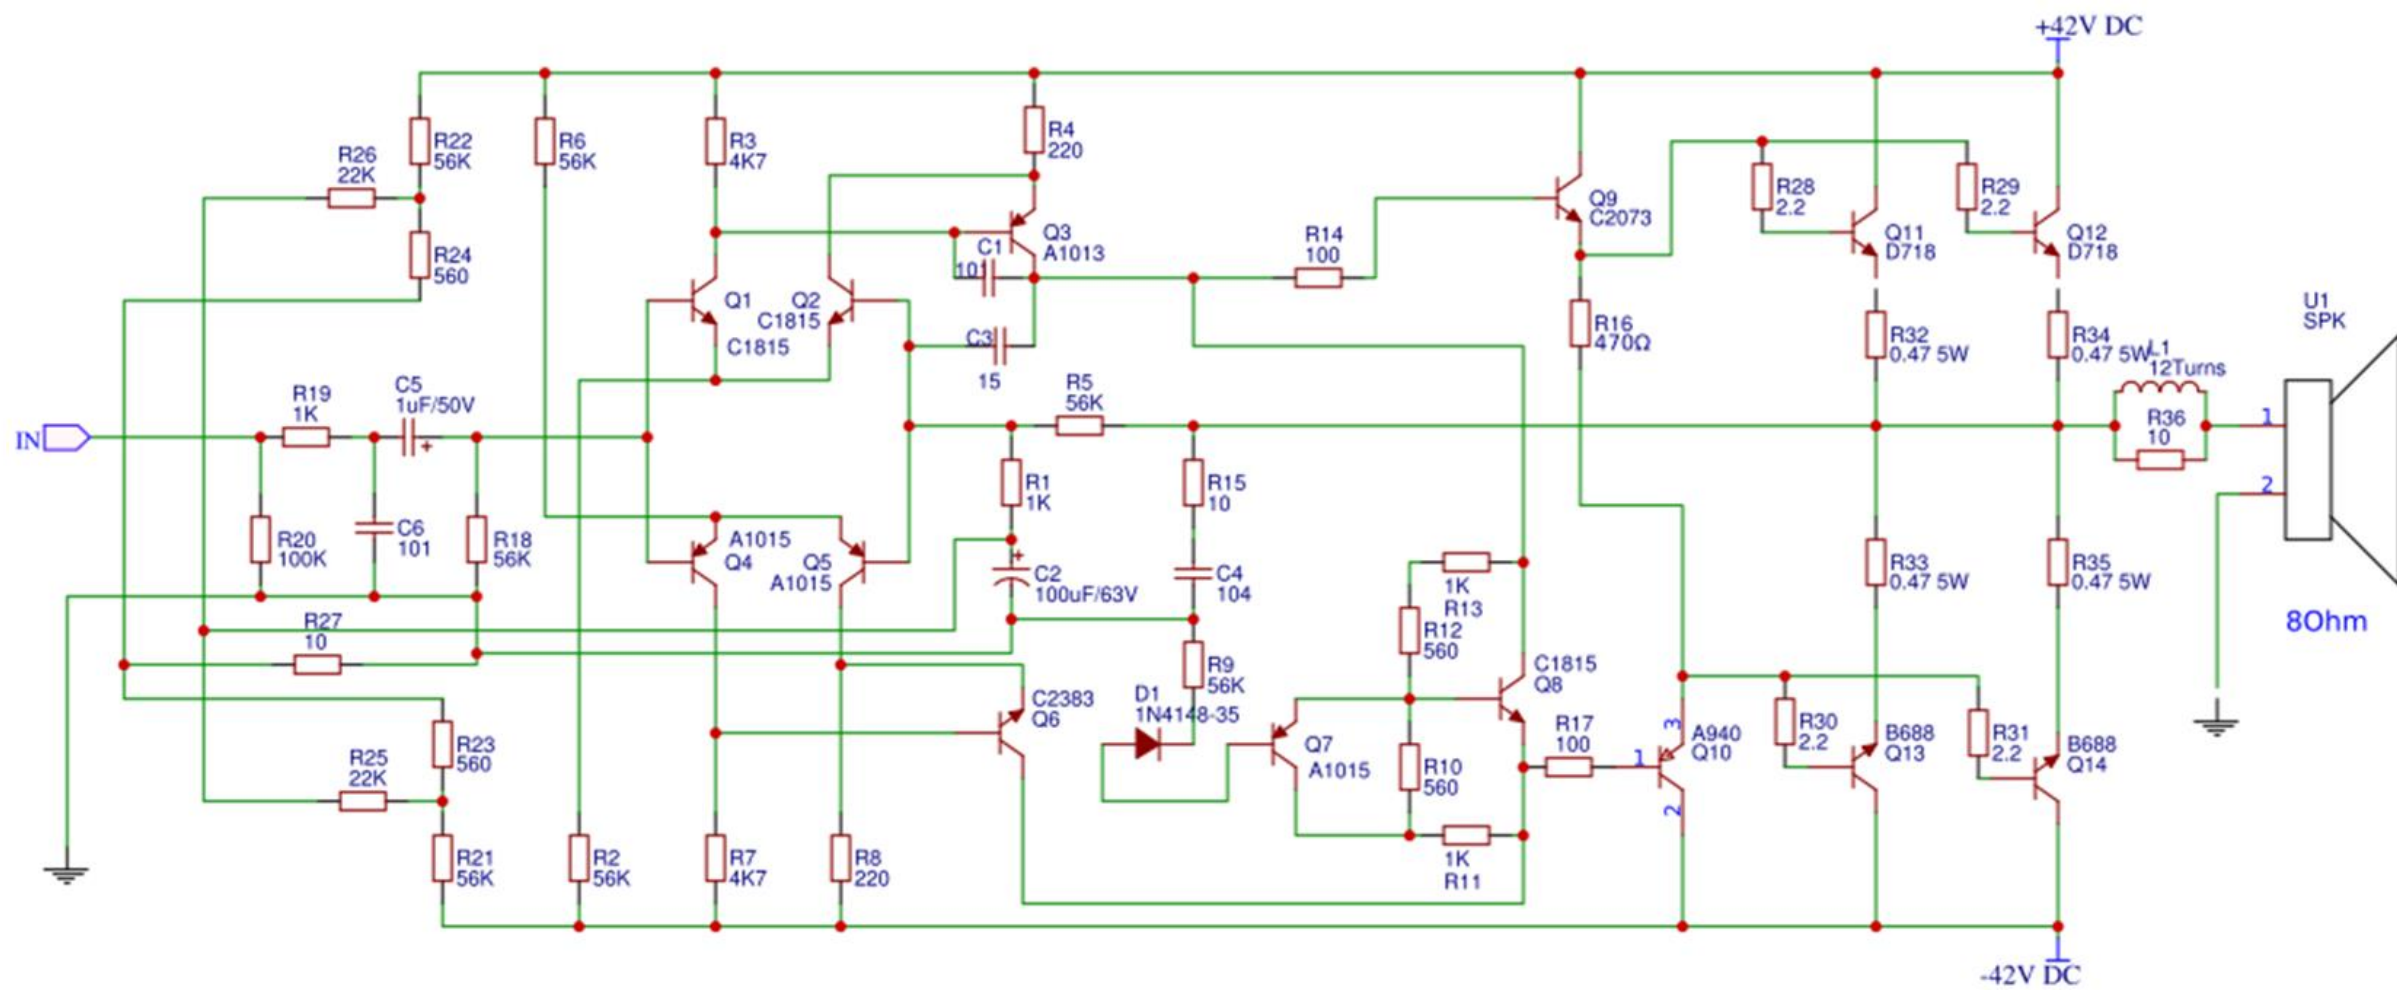 +42V DC
R22
56K
R6
56K
R3
4K7
R4
220
R26
22K
Q3
A1013
R24
560
C1
101
R14
100
Q9
C2073
R28
2.2
R29
2.2
Q11
D718
Q12
D718
Q1
C1815
Q2
C1815
C3
15
R16
470Ω
R32
0.47 5W
R34
0.47 5W
L1
12Turns
U1
SPK
R19
1K
C5
1uF/50V
+
R5
56K
IN
R36
10
1
2
R20
100K
C6
101
R18
56K
A1015
Q4
Q5
A1015
R1
1K
+
C2
100uF/63V
R15
10
C4
104
1K
R13
R12
560
R33
0.47 5W
R35
0.47 5W
8Ohm
R27
10
R9
56K
C1815
Q8
C2383
Q6
D1
1N4148-35
Q7
A1015
R10
560
R17
100
1
3
2
A940
Q10
R30
2.2
B688
Q13
R31
2.2
B688
Q14
R23
560
R25
22K
R21
56K
R2
56K
R7
4K7
R8
220
1K
R11
-42V DC